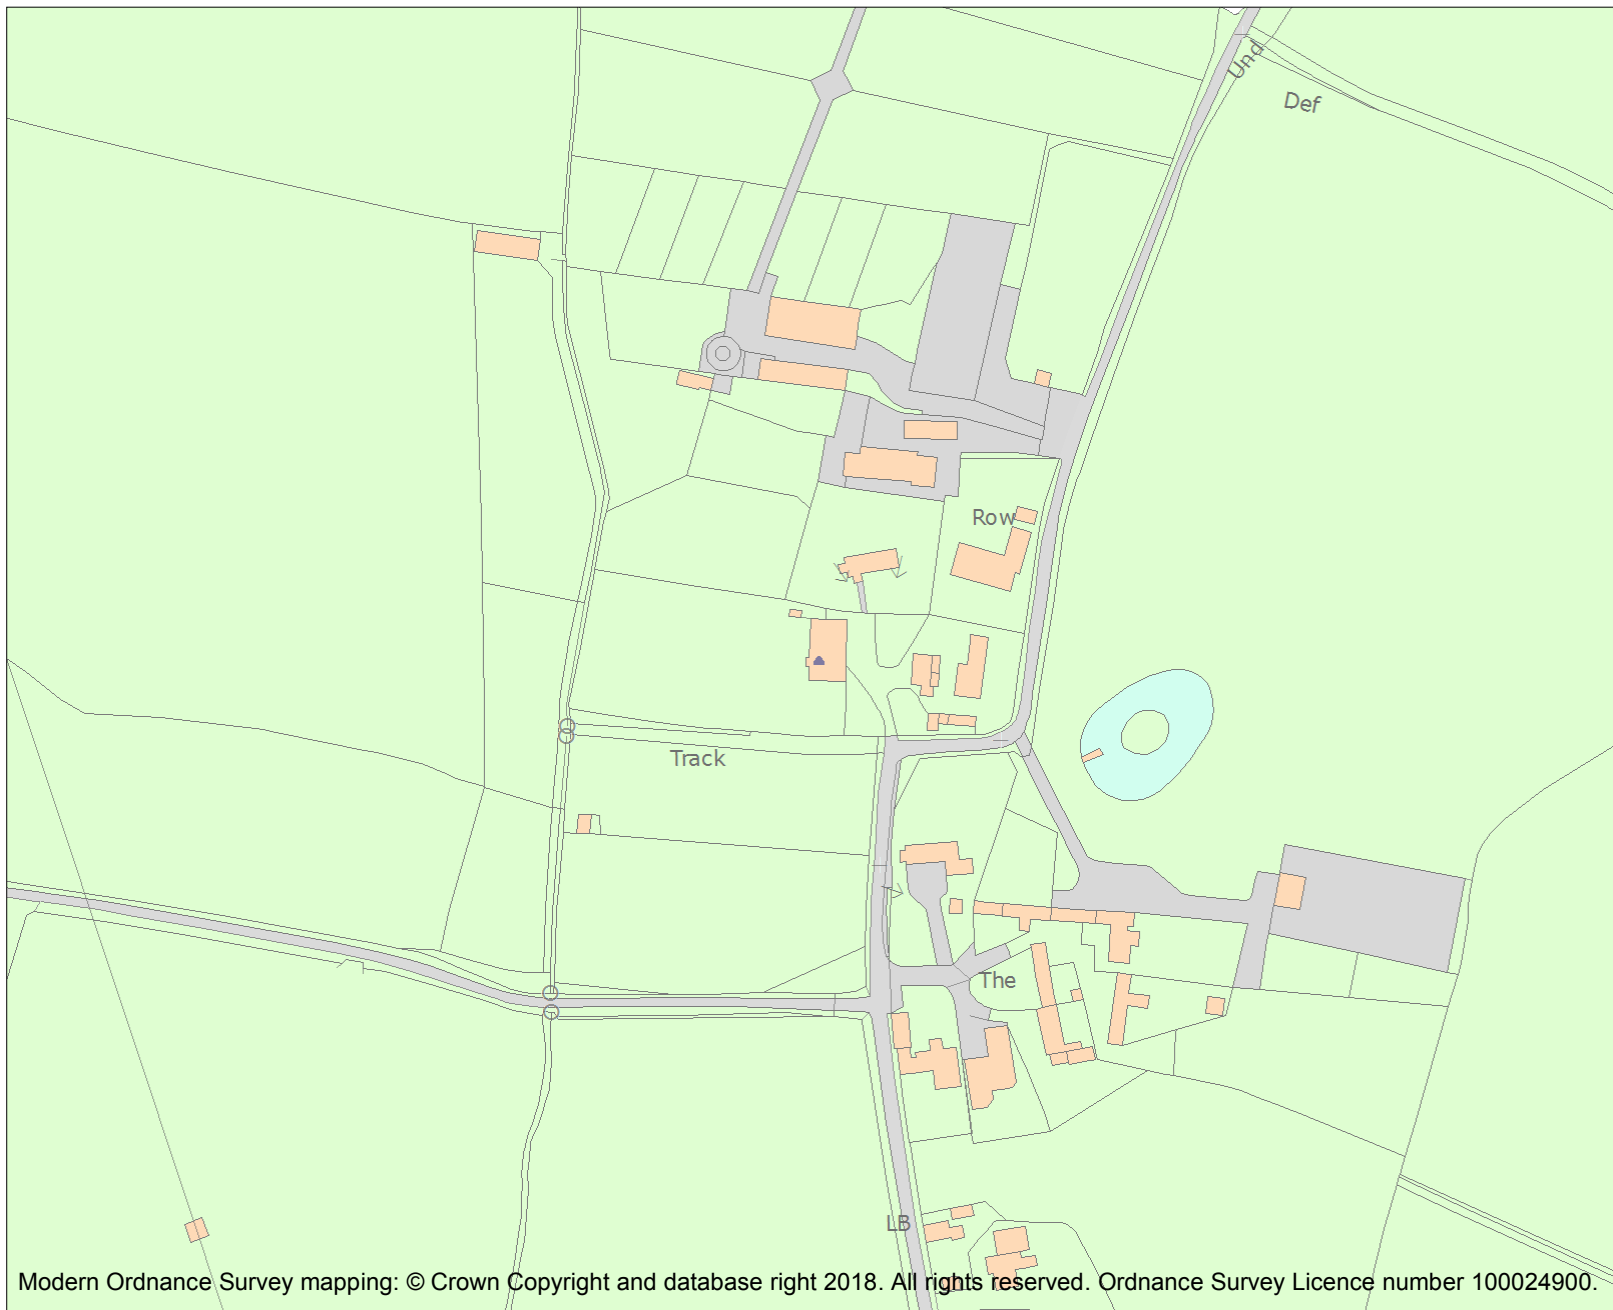 Und
Def
Row
Track
The
LB
Modern Ordnance Survey mapping: © Crown Copyright and database right 2018. All rights reserved. Ordnance Survey Licence number 100024900.